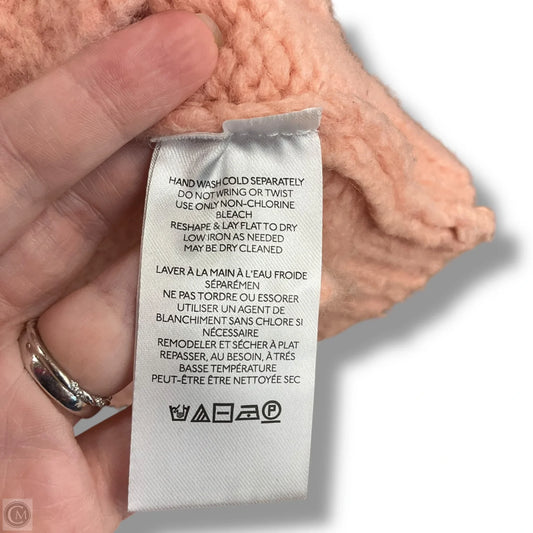 HAND WASH COLD SEPARATELY
DO NOT WRING OR TWIST
USE ONLY NON-CHLORINE
BLEACH
RESHAPE & LAY FLAT TO DRY
LOW IRON AS NEEDED
MAY BE DRY CLEANED
LAVER À LA MAIN À L'EAU FROIDE
SÉPARÉMEN
NE PAS TORDRE OU ESSORER
UTILISER UN AGENT DE
BLANCHIMENT SANS CHLORE SI
NÉCESSAIRE
REMODELER ET SÉCHER À PLAT
REPASSER, AU BESOIN, À TRÉS
BASSE TEMPÉRATURE
PEUT-ÊTRE ÊTRE NETTOYÉE SEC
P
CM